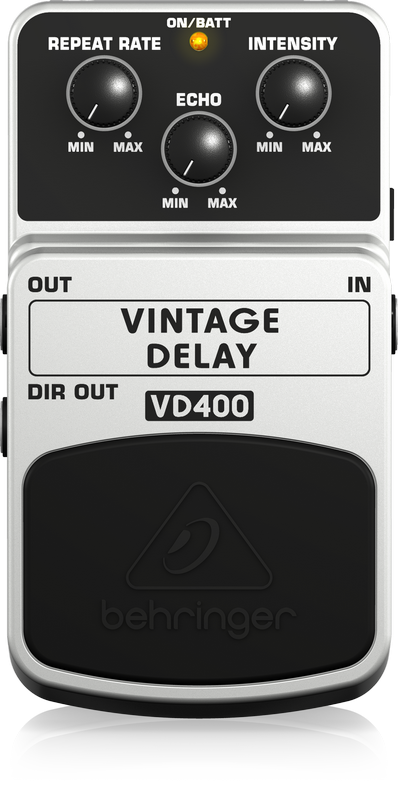 ON/BATT
REPEAT RATE
INTENSITY
ECHO
MIN MAX
MIN MAX
MIN MAX
OUT
IN
VINTAGE
DELAY
DIR OUT
VD400
behringer